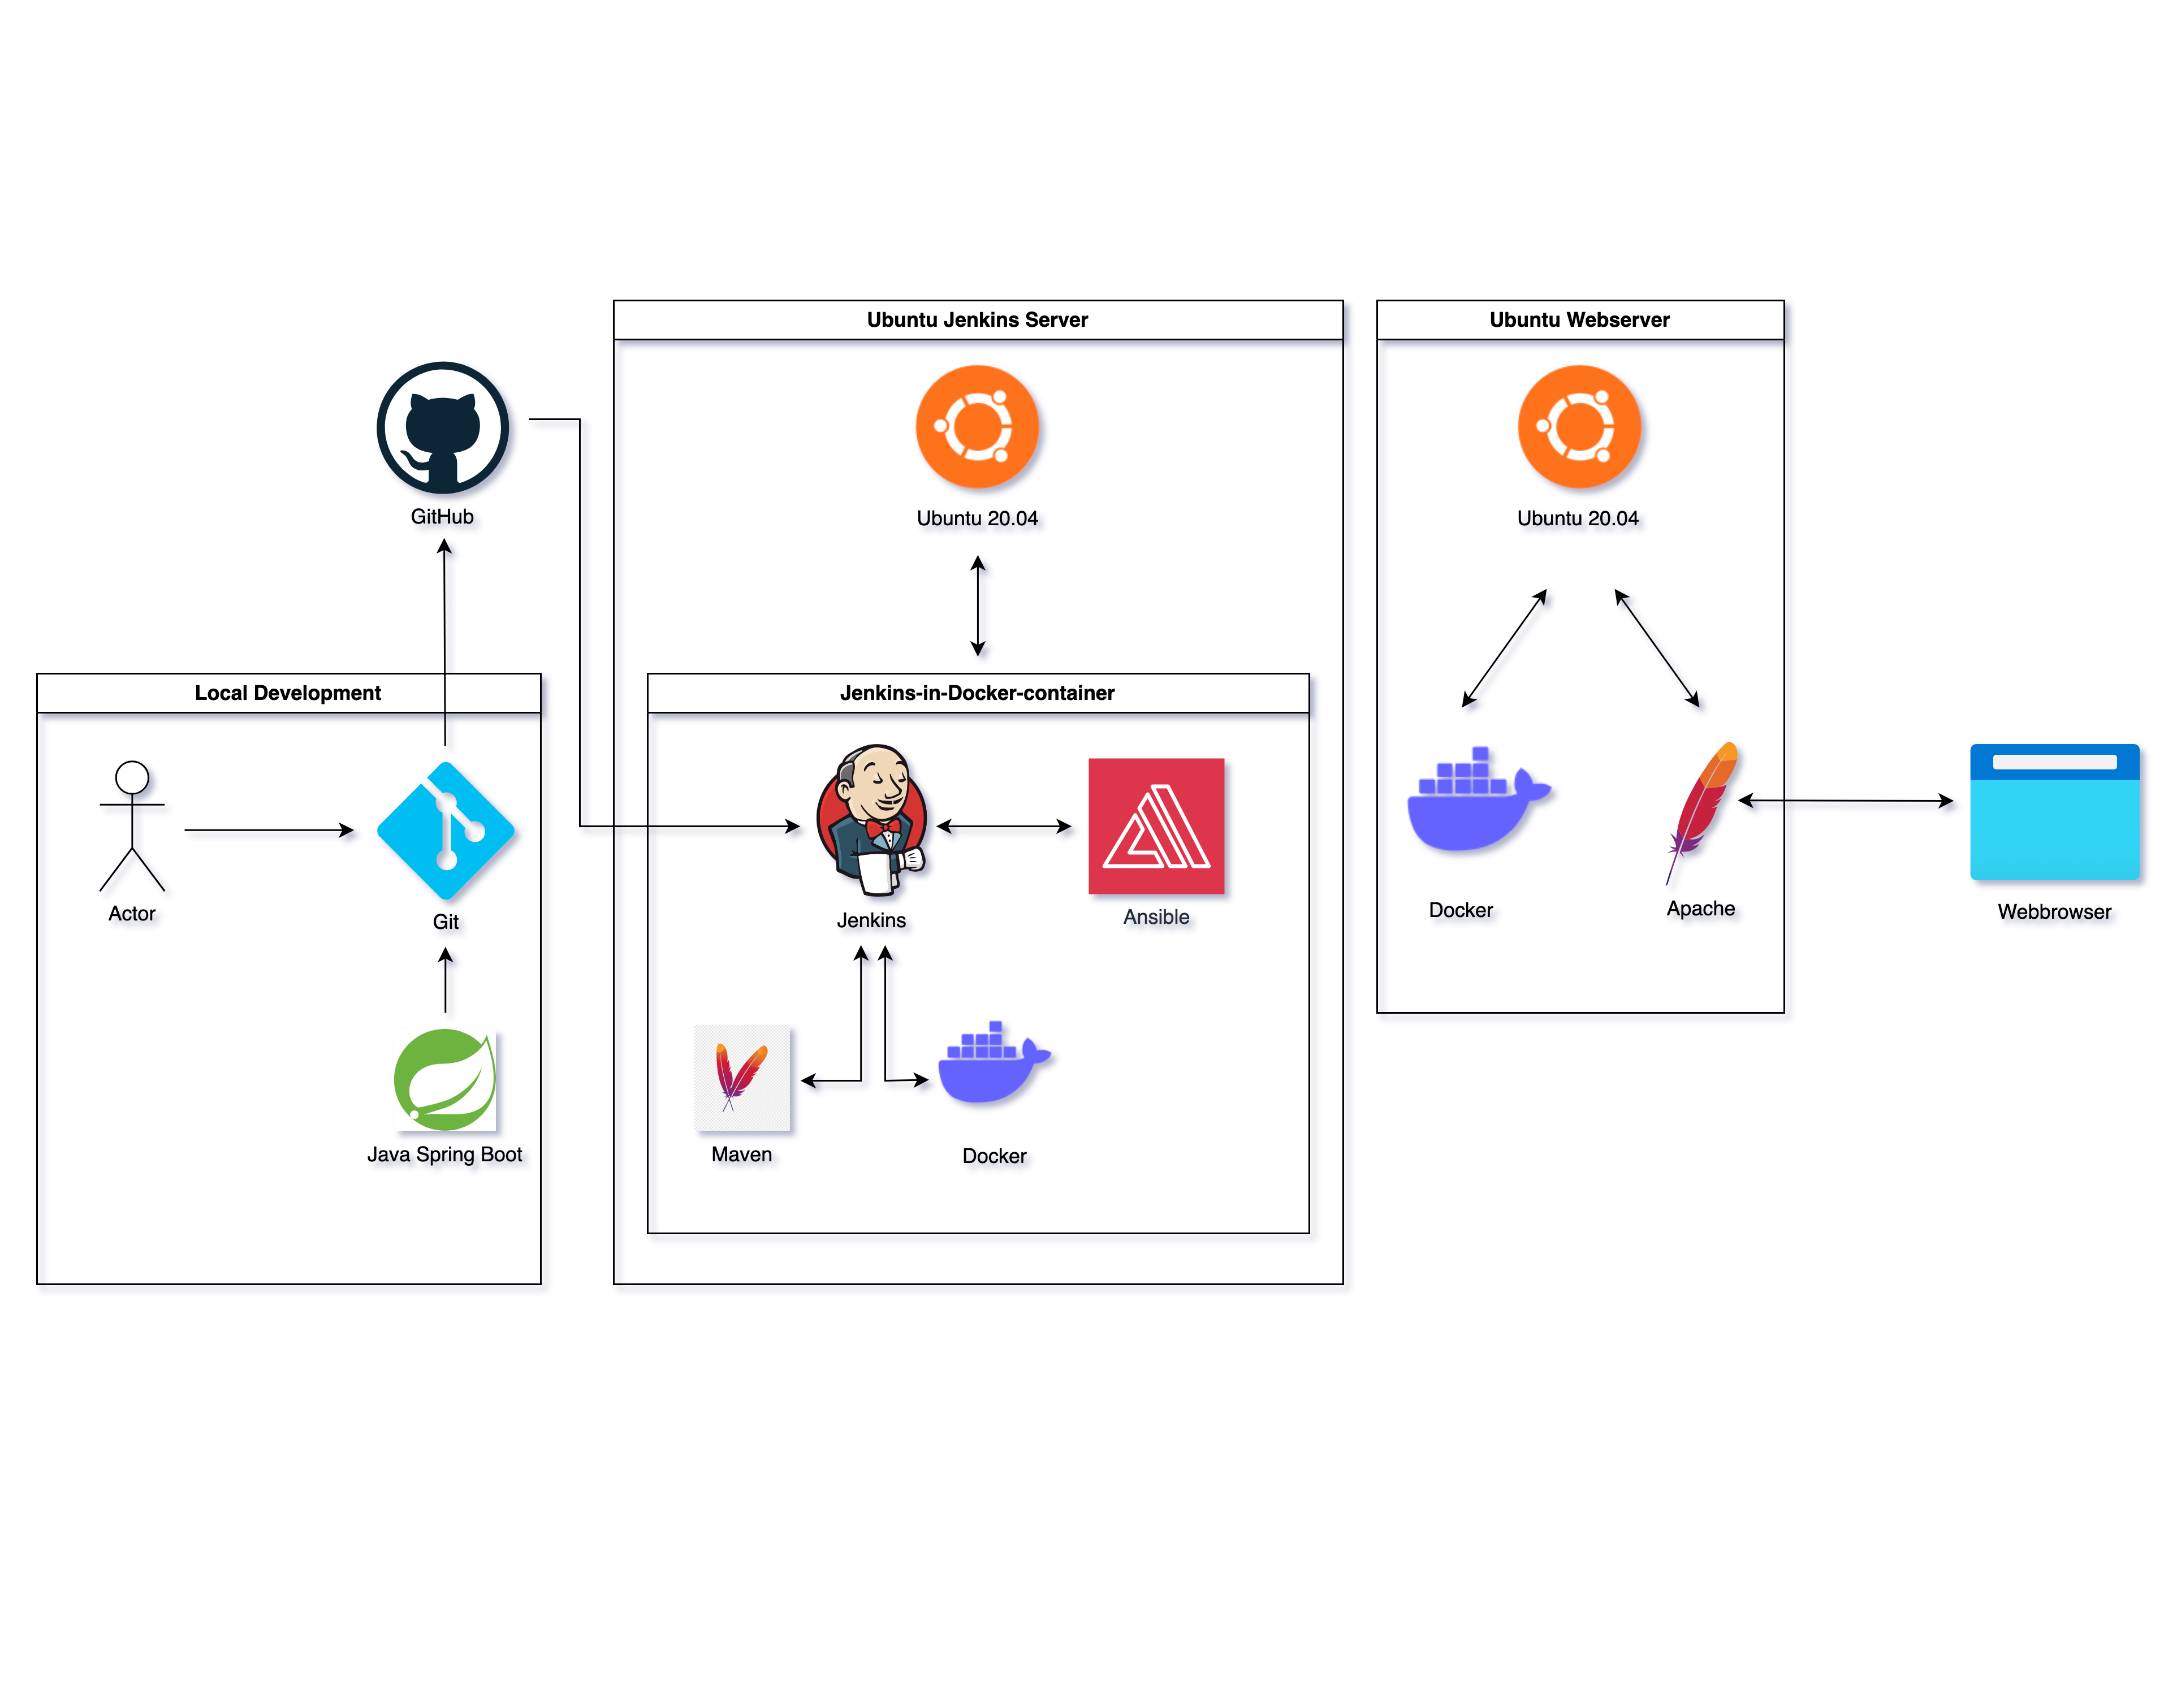 Ubuntu Jenkins Server
Ubuntu Webserver
GitHub
Ubuntu 20.04
Ubuntu 20.04
Local Development
Jenkins-in-Docker-container
Actor
Git
Jenkins
Ansible
Docker
Apache
Webbrowser
Java Spring Boot
Maven
Docker